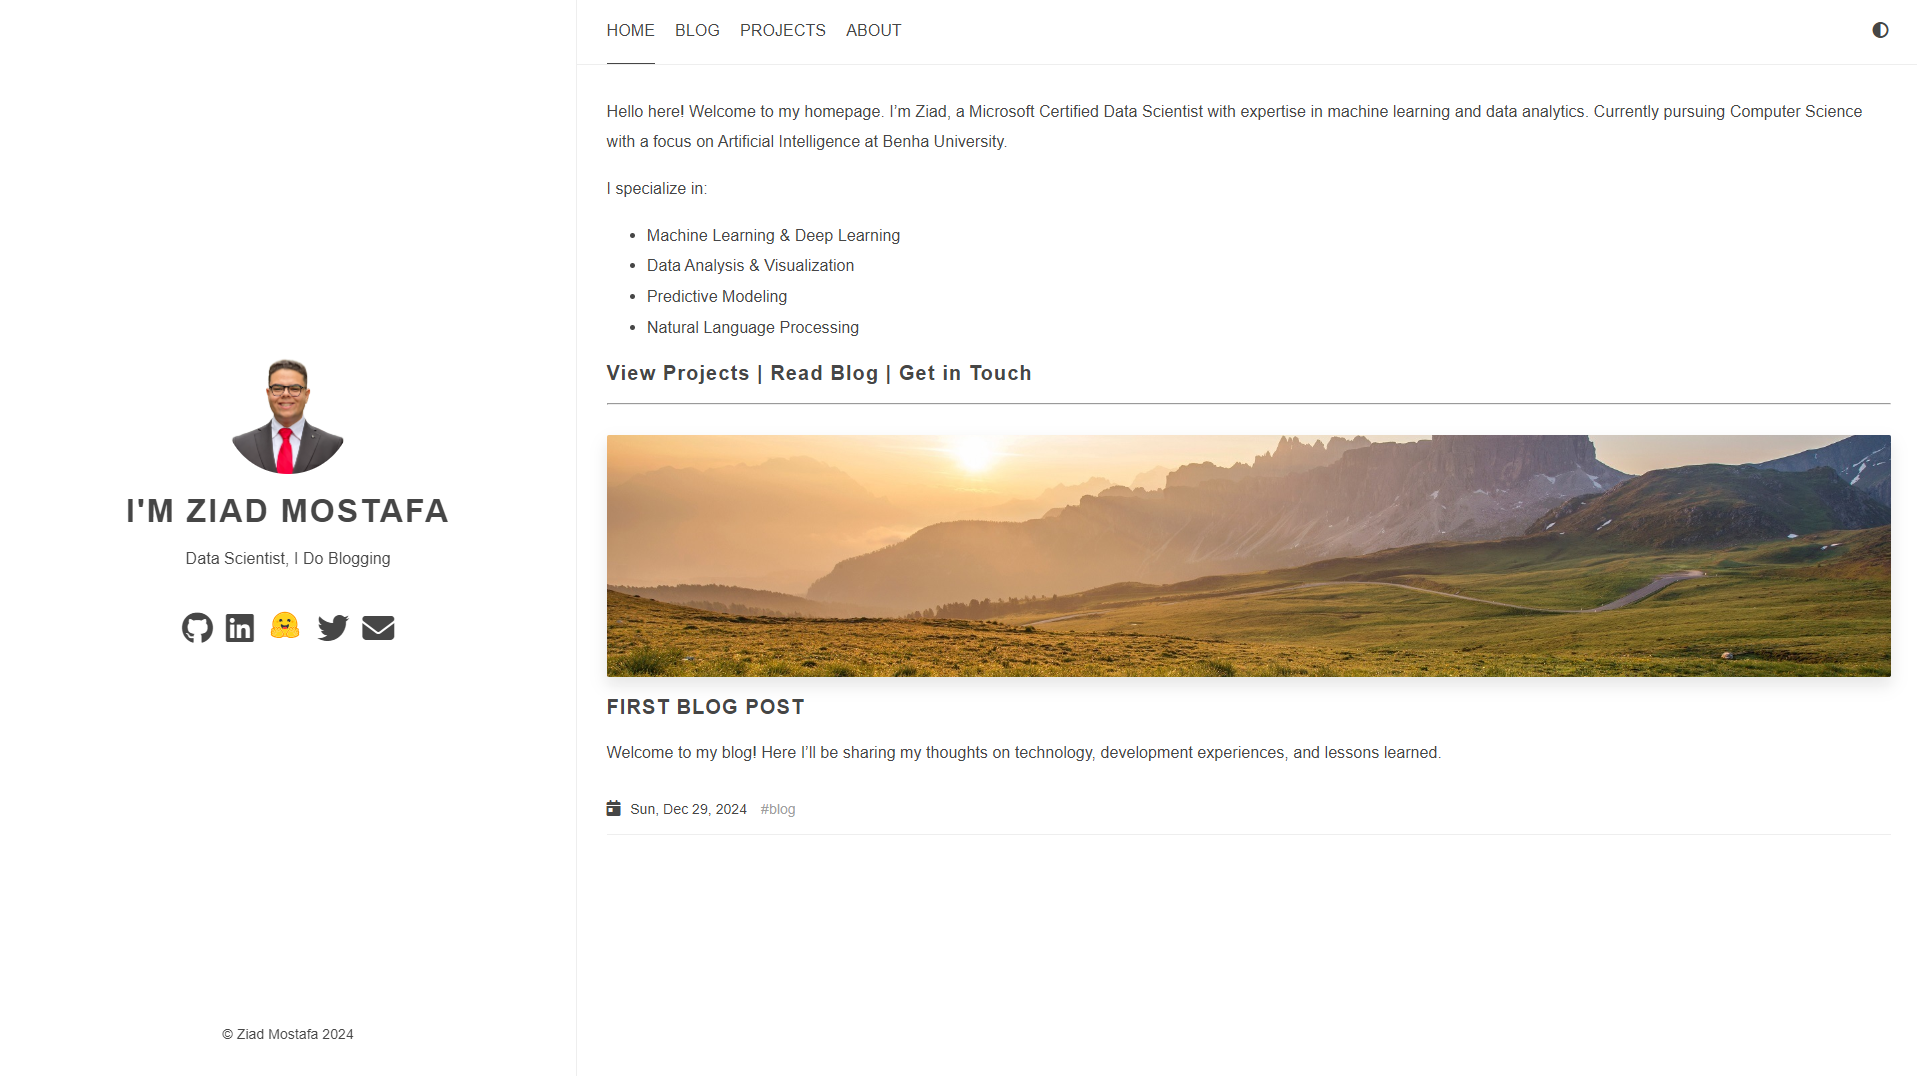 I'M ZIAD MOSTAFA
Data Scientist, I Do Blogging
© Ziad Mostafa 2024
HOME BLOG PROJECTS ABOUT
Hello here! Welcome to my homepage. I’m Ziad, a Microsoft Certified Data Scientist with expertise in machine learning and data analytics. Currently pursuing Computer Science
with a focus on Artificial Intelligence at Benha University.
I specialize in:
• Machine Learning & Deep Learning
• Data Analysis & Visualization
• Predictive Modeling
• Natural Language Processing
View Projects | Read Blog | Get in Touch
FIRST BLOG POST
Welcome to my blog! Here I’ll be sharing my thoughts on technology, development experiences, and lessons learned.
Sun, Dec 29, 2024 #blog